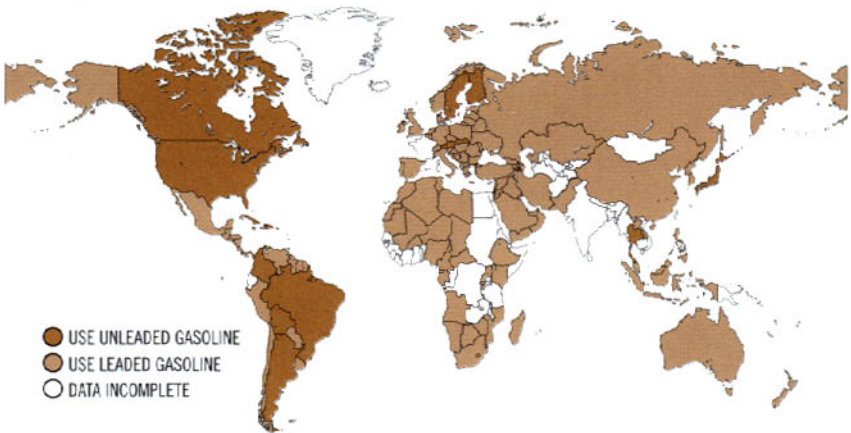 USE UNLEADED GASOLINE
USE LEADED GASOLINE
DATA INCOMPLETE